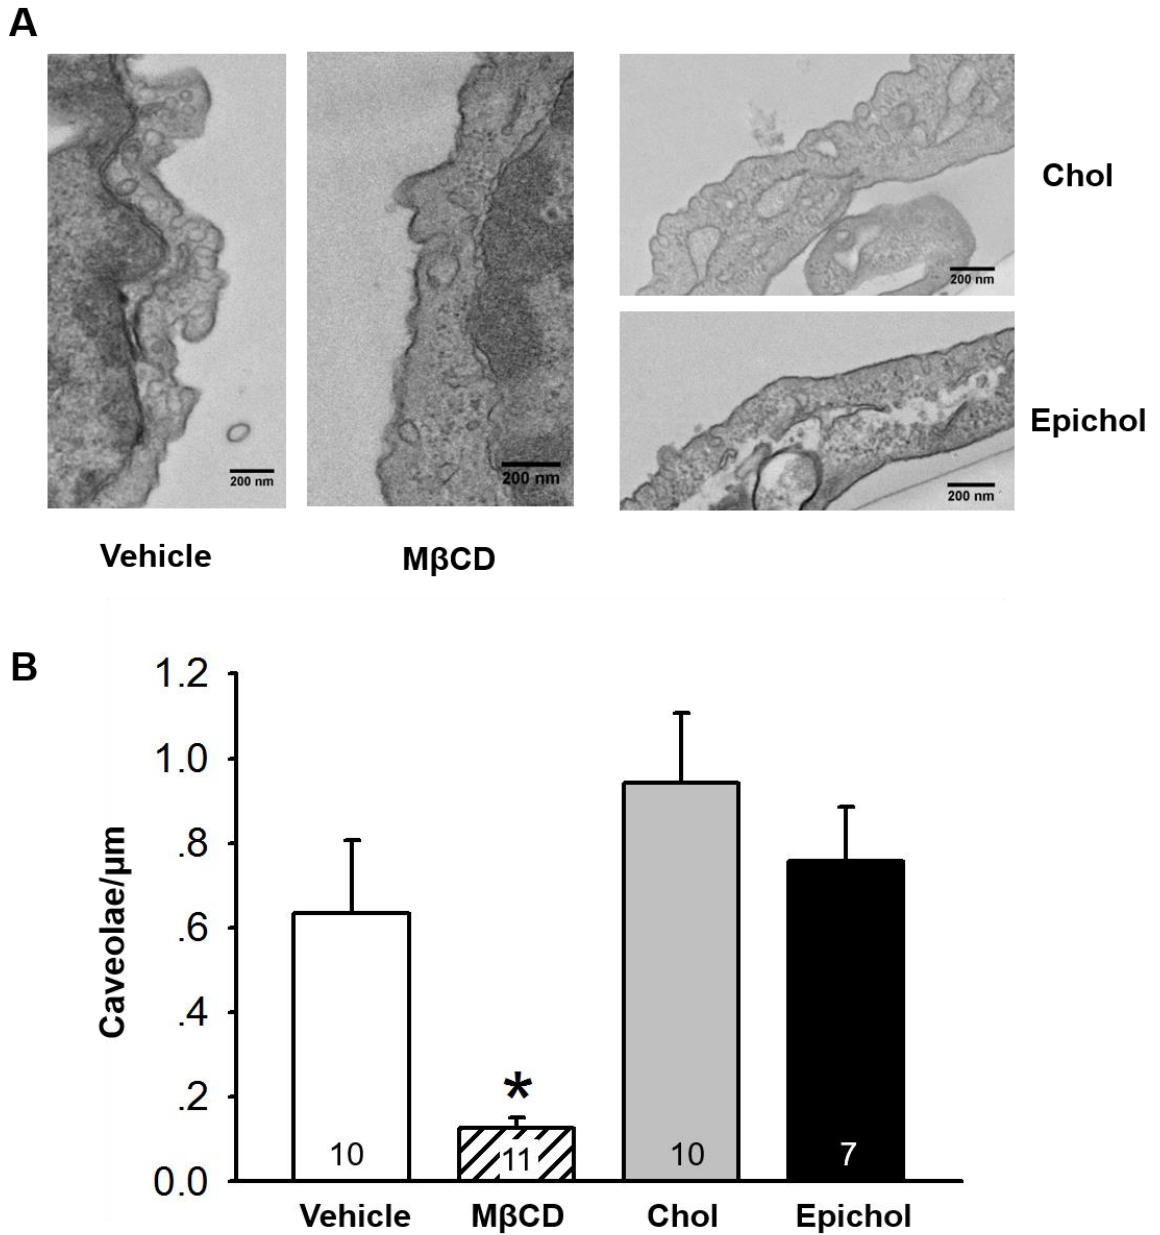 A
200 nm
200 nm
200 nm
Chol
200 nm
Epichol
Vehicle
MβCD
B
Caveolae/µm
1.2
1.0
.8
.6
.4
.2
0.0
*
10
11
10
7
Vehicle
MβCD
Chol
Epichol